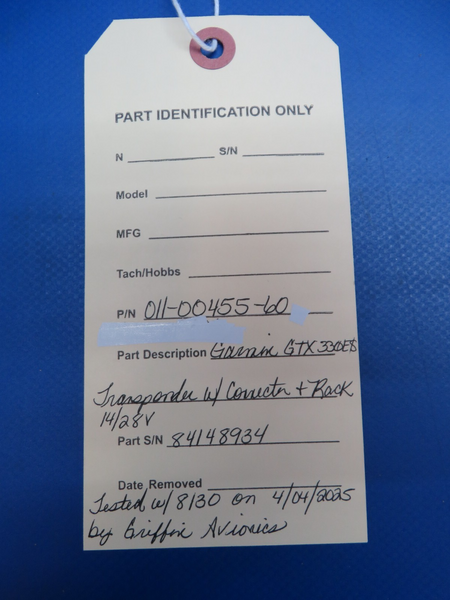 PART IDENTIFICATION ONLY
N S/N
Model
MFG
Tach/Hobbs
P/N 011-00455-60
Part Description Garmin GTX 330ES
Transponder w/ Connector + Rack
14/28V
Part S/N 84148934
Date Removed
Tested w/ 8130 on 4/04/2025
by Griffin Avionics